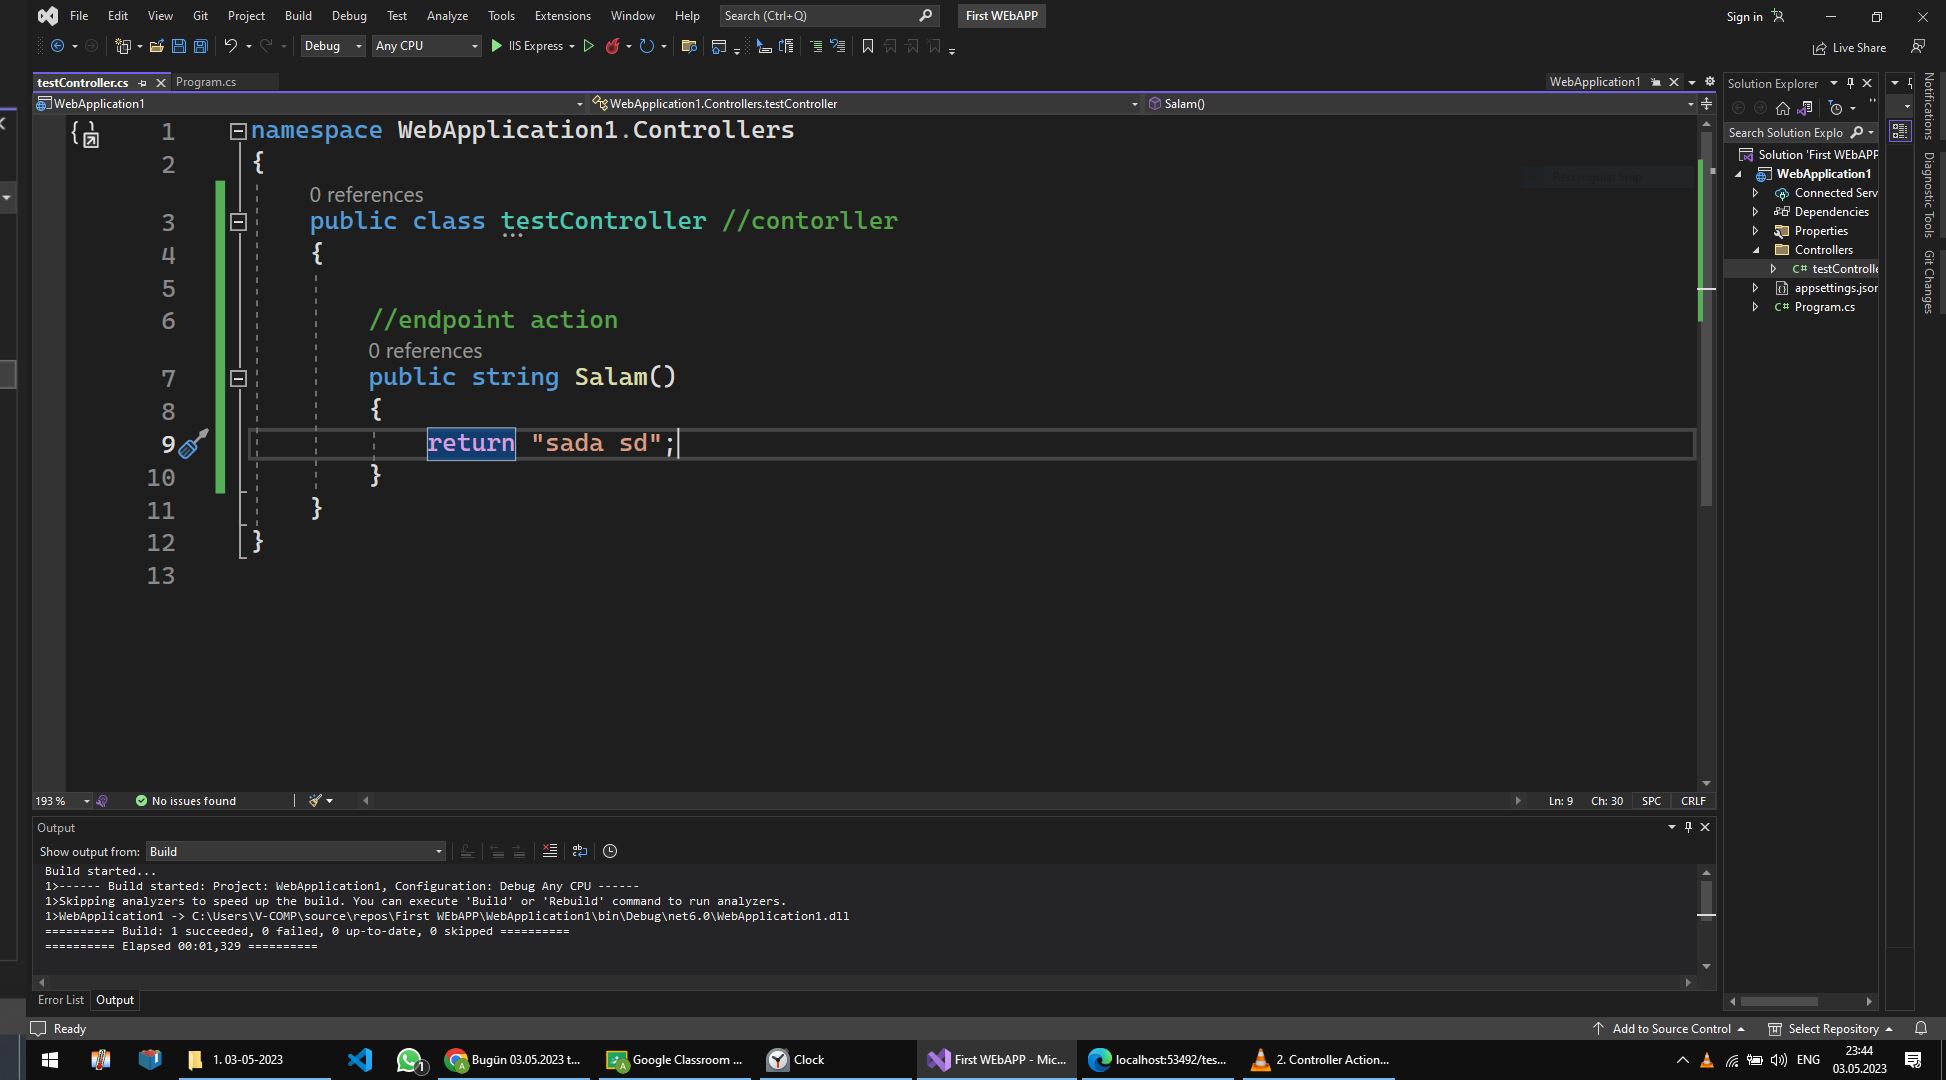 File Edit View Git Project Build Debug Test Analyze Tools Extensions Window Help Search (Ctrl+Q) First WEbAPP Sign in
Debug Any CPU IIS Express Live Share
testController.cs Program.cs WebApplication1
WebApplication1 WebApplication1.Controllers.testController Salam()
1 namespace WebApplication1.Controllers
2 {
0 references
3 public class testController //contorller
4 {
5
6 //endpoint action
0 references
7 public string Salam()
8 {
9 return "sada sd";
10 }
11 }
12 }
13
193 % No issues found Ln: 9 Ch: 30 SPC CRLF
Output
Show output from: Build
Build started...
1>------ Build started: Project: WebApplication1, Configuration: Debug Any CPU ------
1>Skipping analyzers to speed up the build. You can execute 'Build' or 'Rebuild' command to run analyzers.
1>WebApplication1 -> C:\Users\V-COMP\source\repos\First WEbAPP\WebApplication1\bin\Debug\net6.0\WebApplication1.dll
========== Build: 1 succeeded, 0 failed, 0 up-to-date, 0 skipped ==========
========== Elapsed 00:01,329 ==========
Error List Output
Solution Explorer
Search Solution Explo
Solution 'First WEbAPP
WebApplication1
Connected Serv
Dependencies
Properties
Controllers
C# testControlle
appsettings.json
C# Program.cs
Notifications
Diagnostic Tools
Git Changes
Ready Add to Source Control Select Repository
1. 03-05-2023 1 Bugün 03.05.2023 t... Google Classroom ... Clock First WEbAPP - Mic... localhost:53492/tes... 2. Controller Action... ENG 23:44
03.05.2023